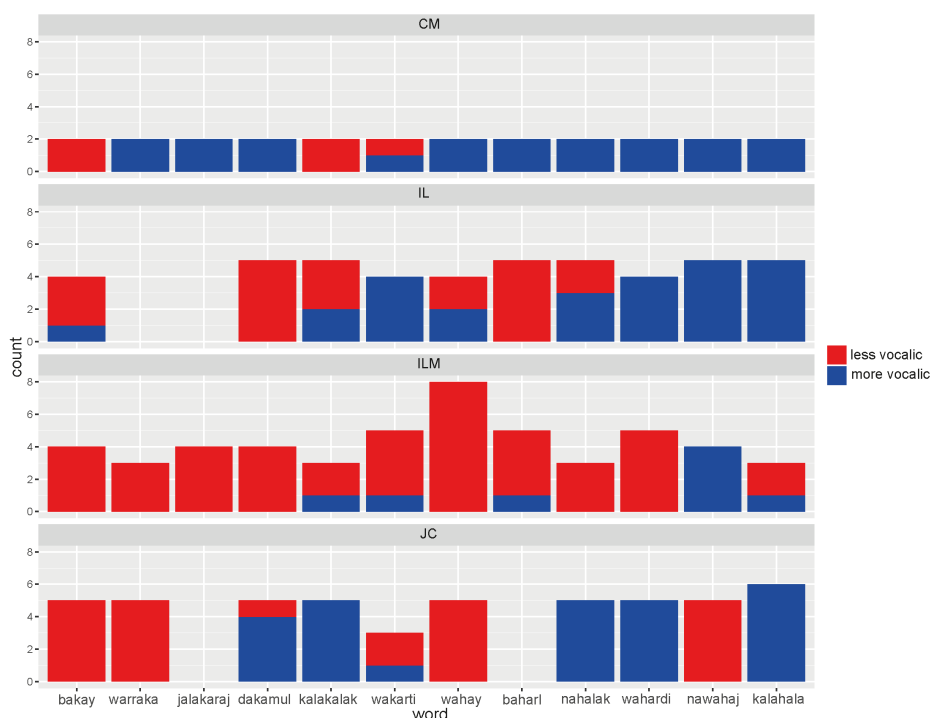 CM
8
6
4
2
0
IL
8
6
4
2
0
count
ILM
8
6
4
2
0
JC
8
6
4
2
0
bakay warraka jalakaraj dakamul kalakalak wakarti wahay baharl nahalak wahardi nawahaj kalahala
word
less vocalic
more vocalic